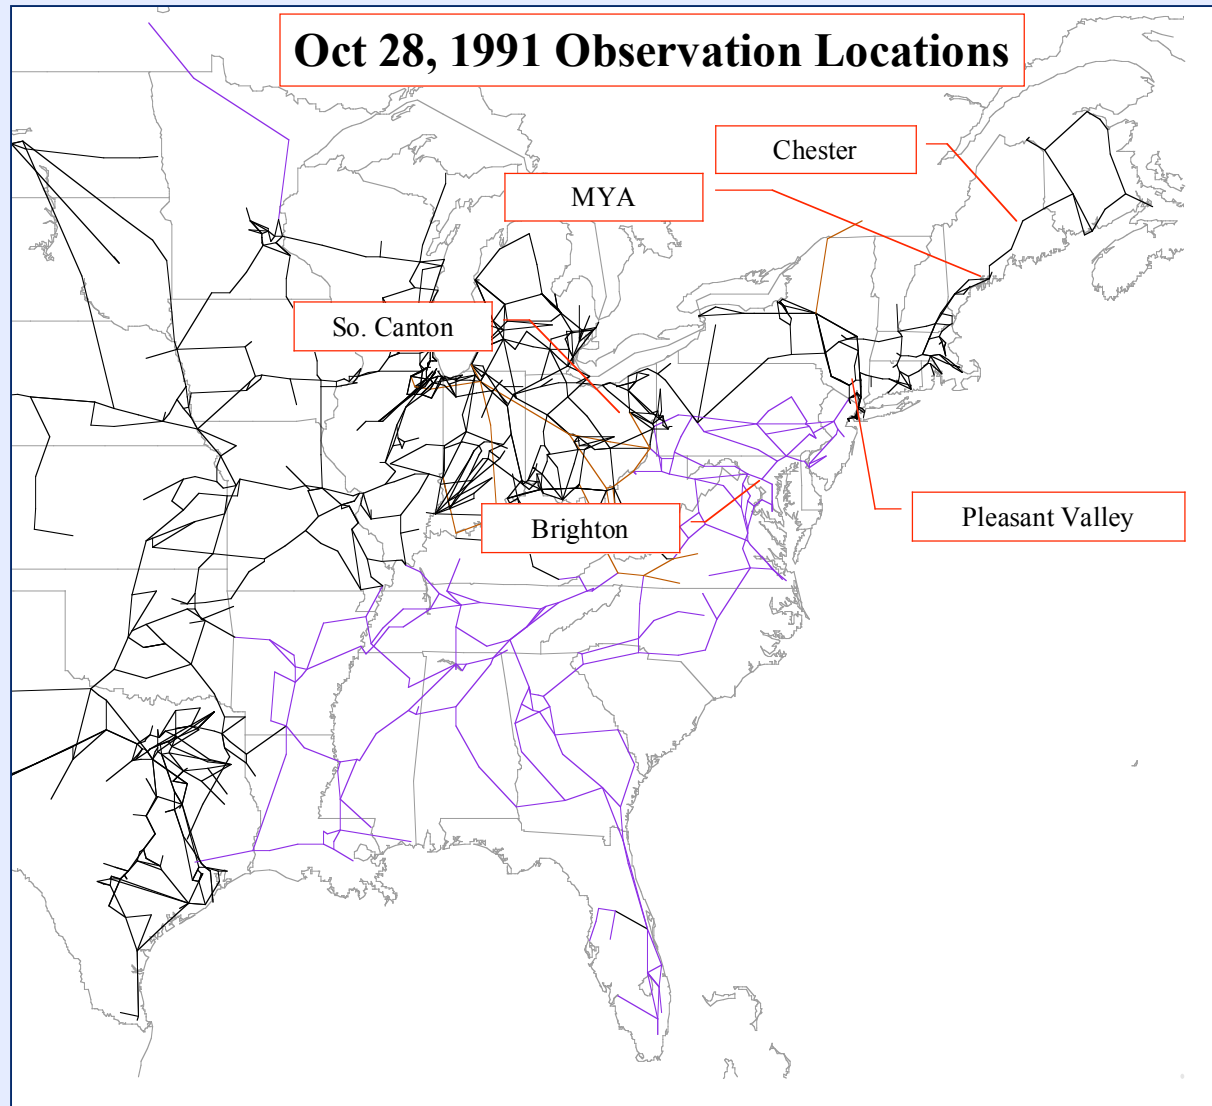 Oct 28, 1991 Observation Locations
Chester
MYA
So. Canton
Brighton
Pleasant Valley